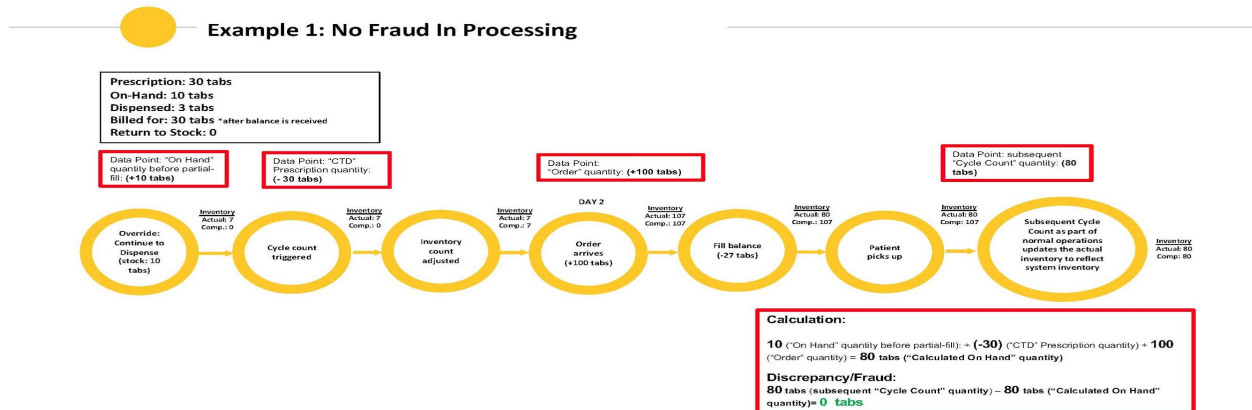 Example 1: No Fraud In Processing
Prescription: 30 tabs
On-Hand: 10 tabs
Dispensed: 3 tabs
Billed for: 30 tabs *after balance is received
Return to Stock: 0
Data Point: "On Hand"
quantity before partial-
fill: (+10 tabs)
Data Point: "CTD"
Prescription quantity:
(- 30 tabs)
Data Point:
"Order" quantity: (+100 tabs)
Data Point: subsequent
"Cycle Count" quantity: (80
tabs)
Override:
Continue to
Dispense
(stock: 10
tabs)
Inventory
Actual: 7
Comp.: 0
Cycle count
triggered
Inventory
Actual: 7
Comp.: 0
Inventory
count
adjusted
Inventory
Actual: 7
Comp.: 7
DAY 2
Order
arrives
(+100 tabs)
Inventory
Actual: 107
Comp.: 107
Fill balance
(-27 tabs)
Inventory
Actual: 80
Comp.: 107
Patient
picks up
Inventory
Actual: 80
Comp.: 107
Subsequent Cycle
Count as part of
normal operations
updates the actual
inventory to reflect
system inventory
Inventory
Actual: 80
Comp: 80
Calculation:
10 ("On Hand" quantity before partial-fill): + (-30) ("CTD" Prescription quantity) + 100
("Order" quantity) = 80 tabs ("Calculated On Hand" quantity)
Discrepancy/Fraud:
80 tabs (subsequent "Cycle Count" quantity) – 80 tabs ("Calculated On Hand"
quantity)= 0 tabs